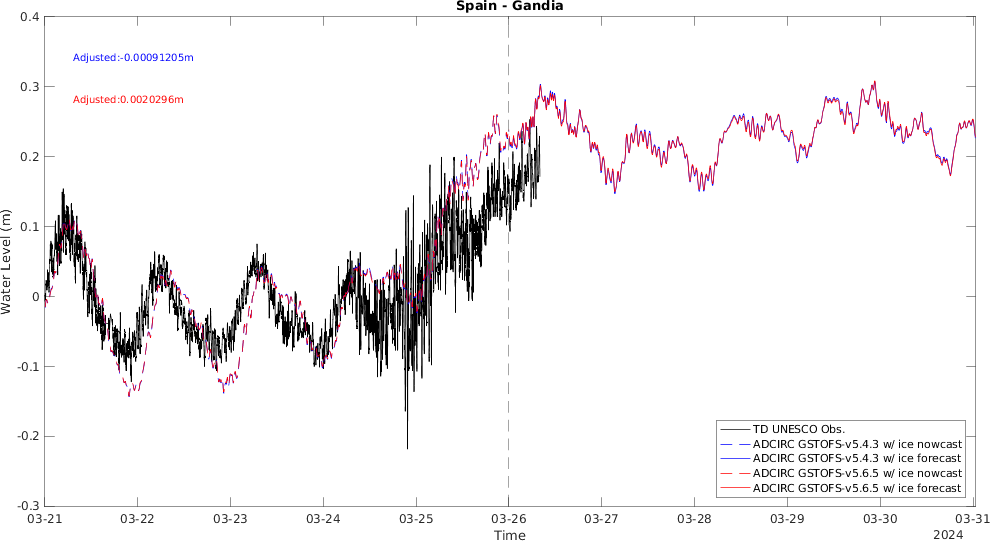 Spain - Gandia
Adjusted:-0.00091205m
Adjusted:0.0020296m
Water Level (m)
0.4
0.3
0.2
0.1
0
-0.1
-0.2
-0.3
TD UNESCO Obs.
ADCIRC GSTOFS-v5.4.3 w/ ice nowcast
ADCIRC GSTOFS-v5.4.3 w/ ice forecast
ADCIRC GSTOFS-v5.6.5 w/ ice nowcast
ADCIRC GSTOFS-v5.6.5 w/ ice forecast
03-21 03-22 03-23 03-24 03-25 03-26 03-27 03-28 03-29 03-30 03-31
Time
2024